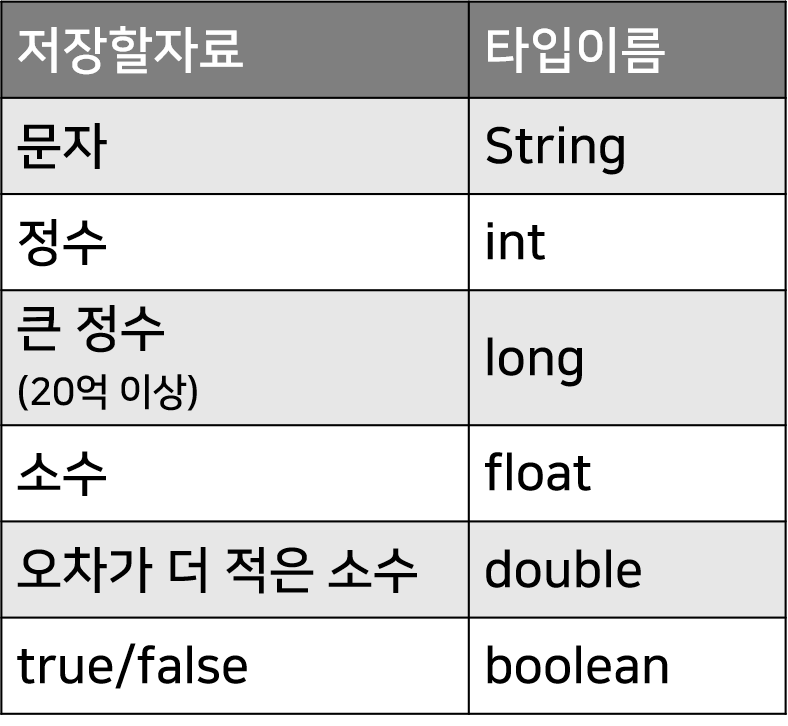 저장할자료 타입이름
문자 String
정수 int
큰 정수
(20억 이상) long
소수 float
오차가 더 적은 소수 double
true/false boolean